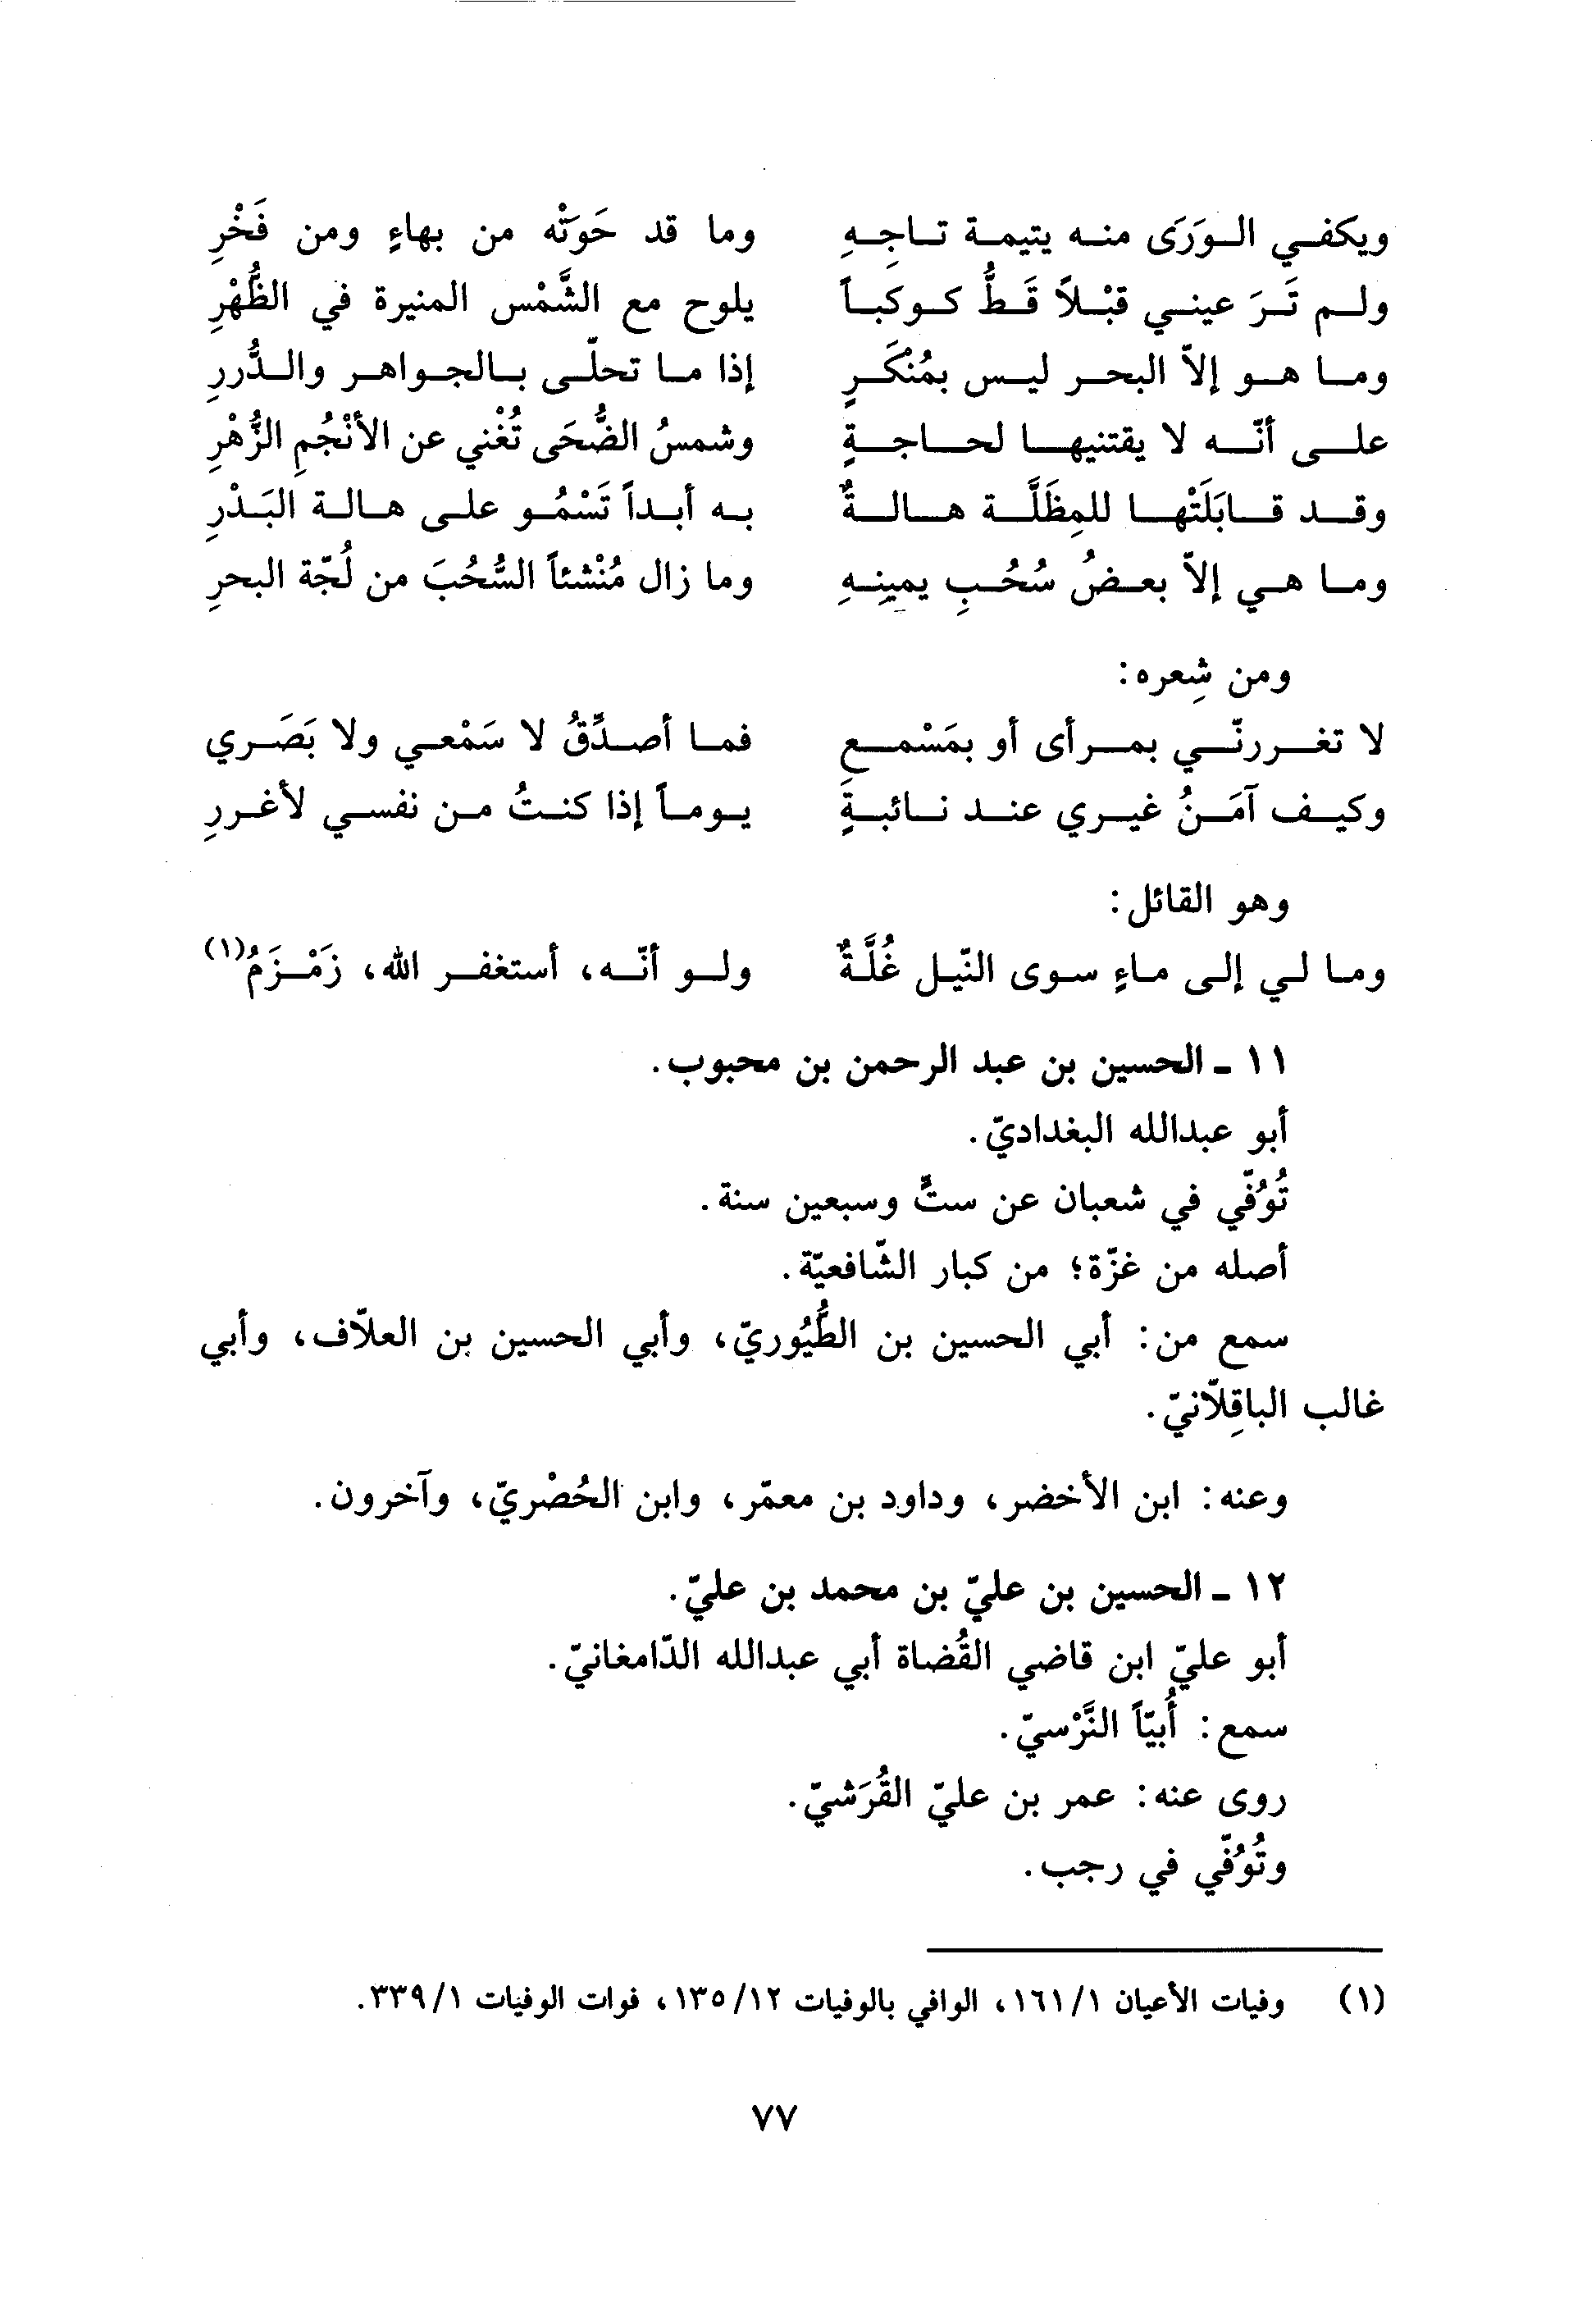 ويكفي الوَرَى منه يتيمة تاجِهِ وما قد حَوَتْه من بهاءٍ ومن فَخْرِ
ولم تَرَ عيني قبْلاً قَطُّ كوكباً يلوح مع الشَّمْس المنيرة في الظُّهْرِ
وما هو إلاّ البحر ليس بمُنْكَرٍ إذا ما تحلّى بالجواهر والدُّررِ
على أنّه لا يقتنيها لحاجةٍ وشمسُ الضُّحَى تُغْني عن الأنْجُمِ الزُّهْرِ
وقد قابَلَتْها للمِظَلَّة هالةٌ به أبداً تَسْمُو على هالة البَدْرِ
وما هي إلاّ بعضُ سُحُبِ يمينِهِ وما زال مُنْشئاً السُّحُبَ من لُجّة البحرِ
ومن شِعره:
لا تغررنّي بمرأى أو بمَسْمع فما أصدِّقُ لا سَمْعي ولا بَصَري
وكيف آمَنُ غيري عند نائبةٍ يوماً إذا كنتُ من نفسي لأغررِ
وهو القائل:
وما لي إلى ماءٍ سوى النّيل غُلَّةٌ ولو أنّه، أستغفر الله، زَمْزَمُ(١)
١١ ـ الحسين بن عبد الرحمن بن محبوب.
أبو عبدالله البغداديّ.
تُوُفّي في شعبان عن ستٍّ وسبعين سنة.
أصله من غزّة؛ من كبار الشّافعيّة.
سمع من: أبي الحسين بن الطُّيُوريّ، وأبي الحسين بن العلاّف، وأبي
غالب الباقِلاّنيّ.
وعنه: ابن الأخضر، وداود بن معمّر، وابن الحُصْريّ، وآخرون.
١٢ ـ الحسين بن عليّ بن محمد بن عليّ.
أبو عليّ ابن قاضي القُضاة أبي عبدالله الدّامغانيّ.
سمع: أُبيّاً النَّرْسيّ.
روى عنه: عمر بن عليّ القُرَشيّ.
وتُوُفّي في رجب.
(١) وفيات الأعيان ١/١٦١، الوافي بالوفيات ١٢/١٣٥، فوات الوفيات ١/٣٣٩.
٧٧